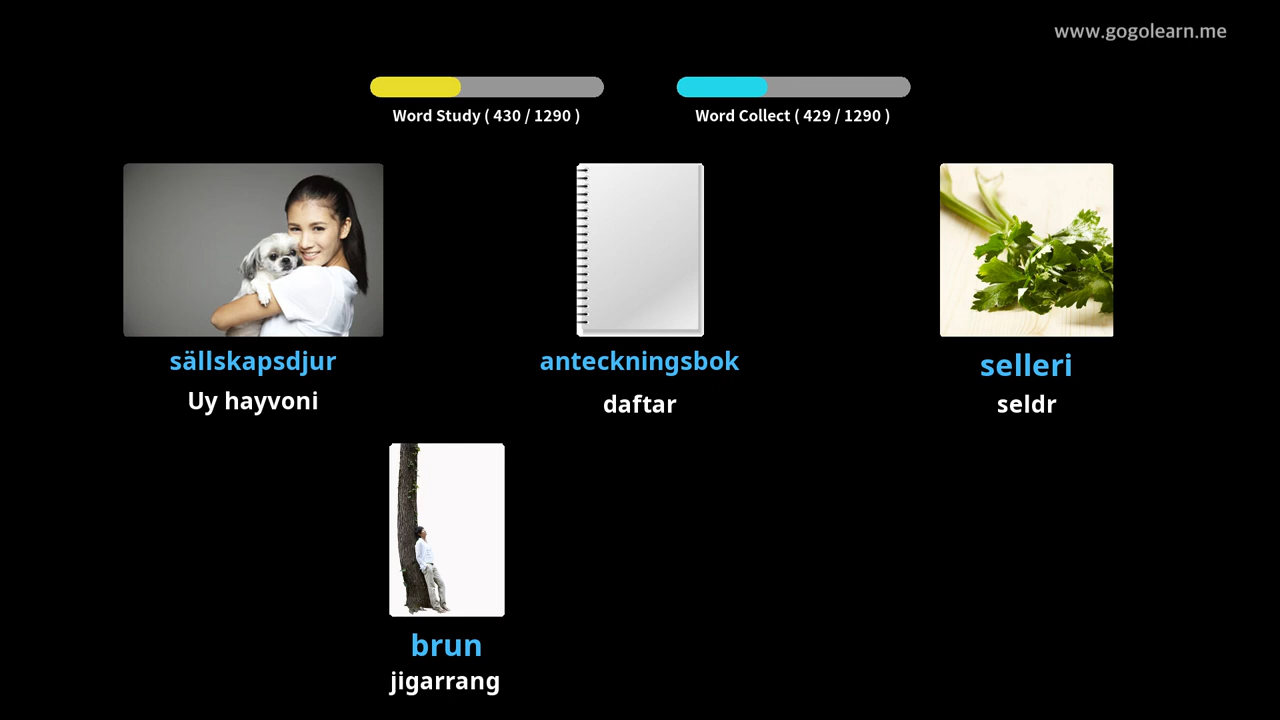 www.gogolearn.me
Word Study ( 430 / 1290 )
Word Collect ( 429 / 1290 )
sällskapsdjur
Uy hayvoni
anteckningsbok
daftar
selleri
seldr
brun
jigarrang